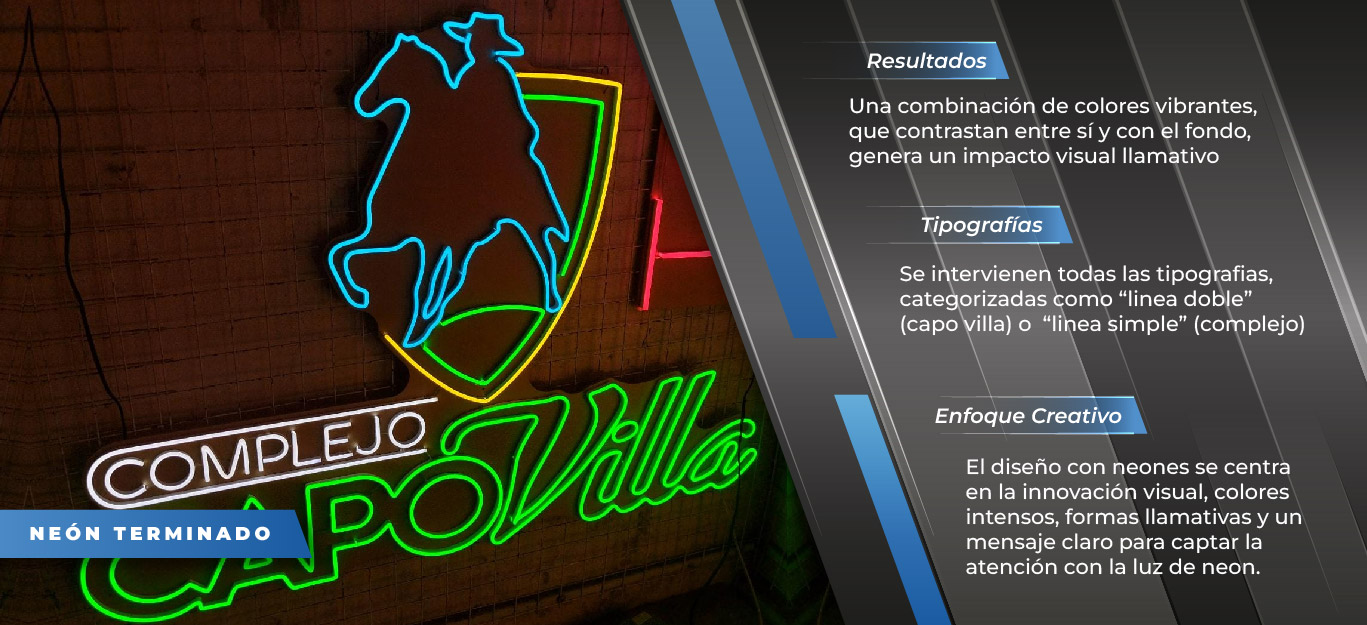 COMPLEJO
CAPO Villa
NEÓN TERMINADO
Resultados
Una combinación de colores vibrantes,
que contrastan entre sí y con el fondo,
genera un impacto visual llamativo
Tipografías
Se intervienen todas las tipografias,
categorizadas como “linea doble”
(capo villa) o “linea simple” (complejo)
Enfoque Creativo
El diseño con neones se centra
en la innovación visual, colores
intensos, formas llamativas y un
mensaje claro para captar la
atención con la luz de neon.